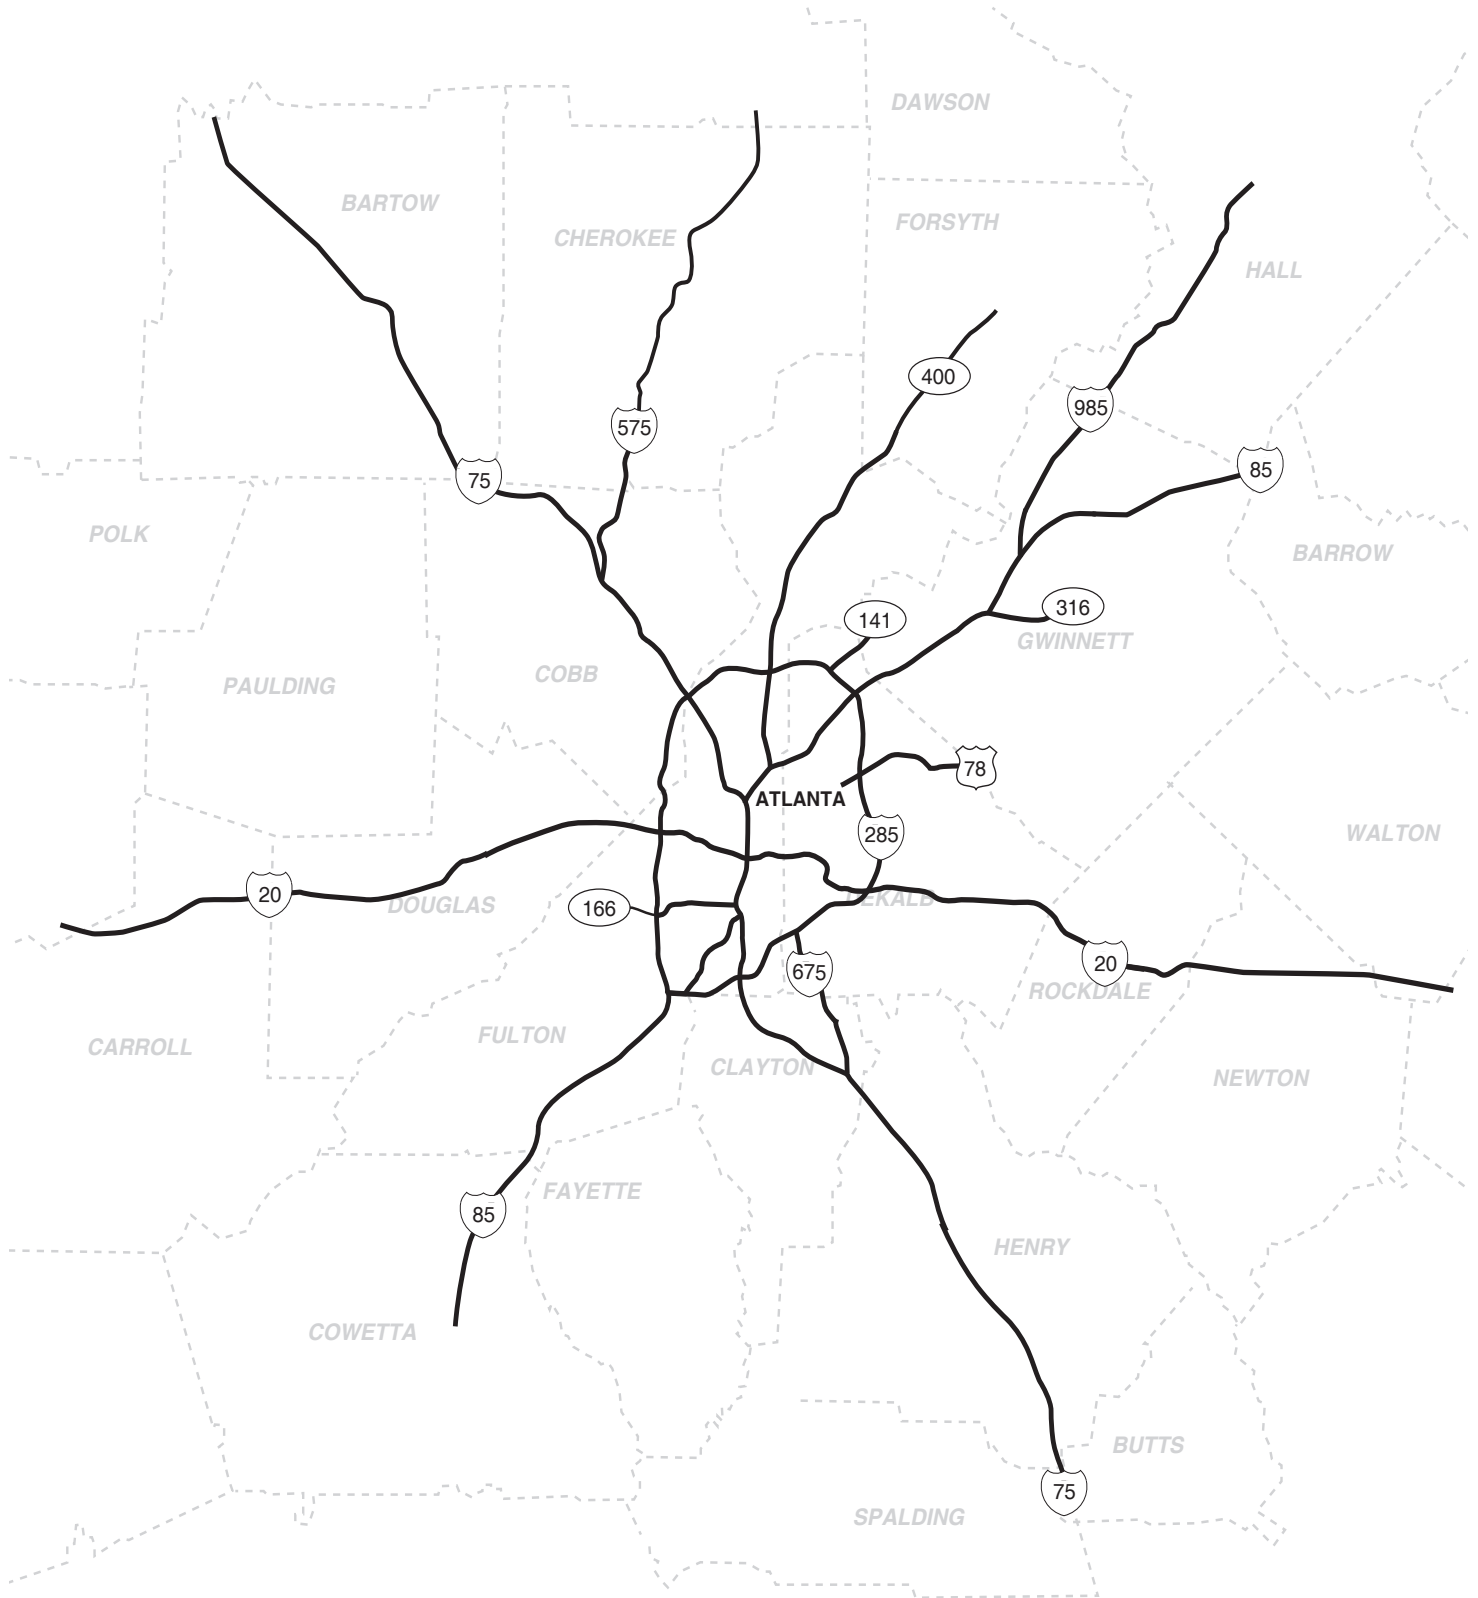 DAWSON
BARTOW
FORSYTH
CHEROKEE
HALL
400
985
575
85
75
POLK
BARROW
316
141
GWINNETT
COBB
PAULDING
78
ATLANTA
285
WALTON
20
DOUGLAS
DEKALB
166
20
675
ROCKDALE
FULTON
CARROLL
CLAYTON
NEWTON
FAYETTE
85
HENRY
COWETTA
BUTTS
75
SPALDING